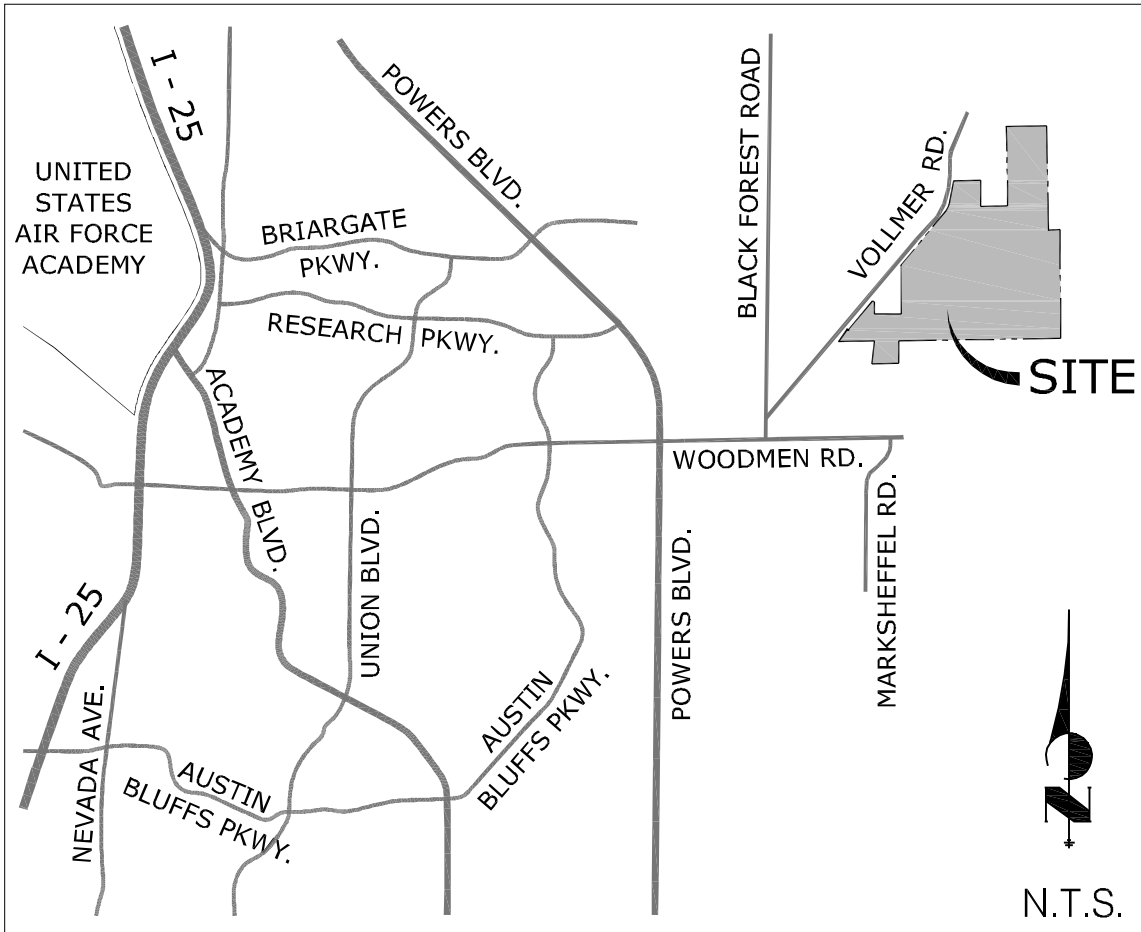 I - 25
POWERS BLVD.
BLACK FOREST ROAD
VOLLMER RD.
UNITED
STATES
AIR FORCE
ACADEMY
BRIARGATE
PKWY.
RESEARCH PKWY.
SITE
ACADEMY BLVD.
WOODMEN RD.
UNION BLVD.
POWERS BLVD.
MARKSHEFFEL RD.
I - 25
NEVADA AVE.
AUSTIN
BLUFFS PKWY.
AUSTIN
BLUFFS PKWY.
N
N.T.S.